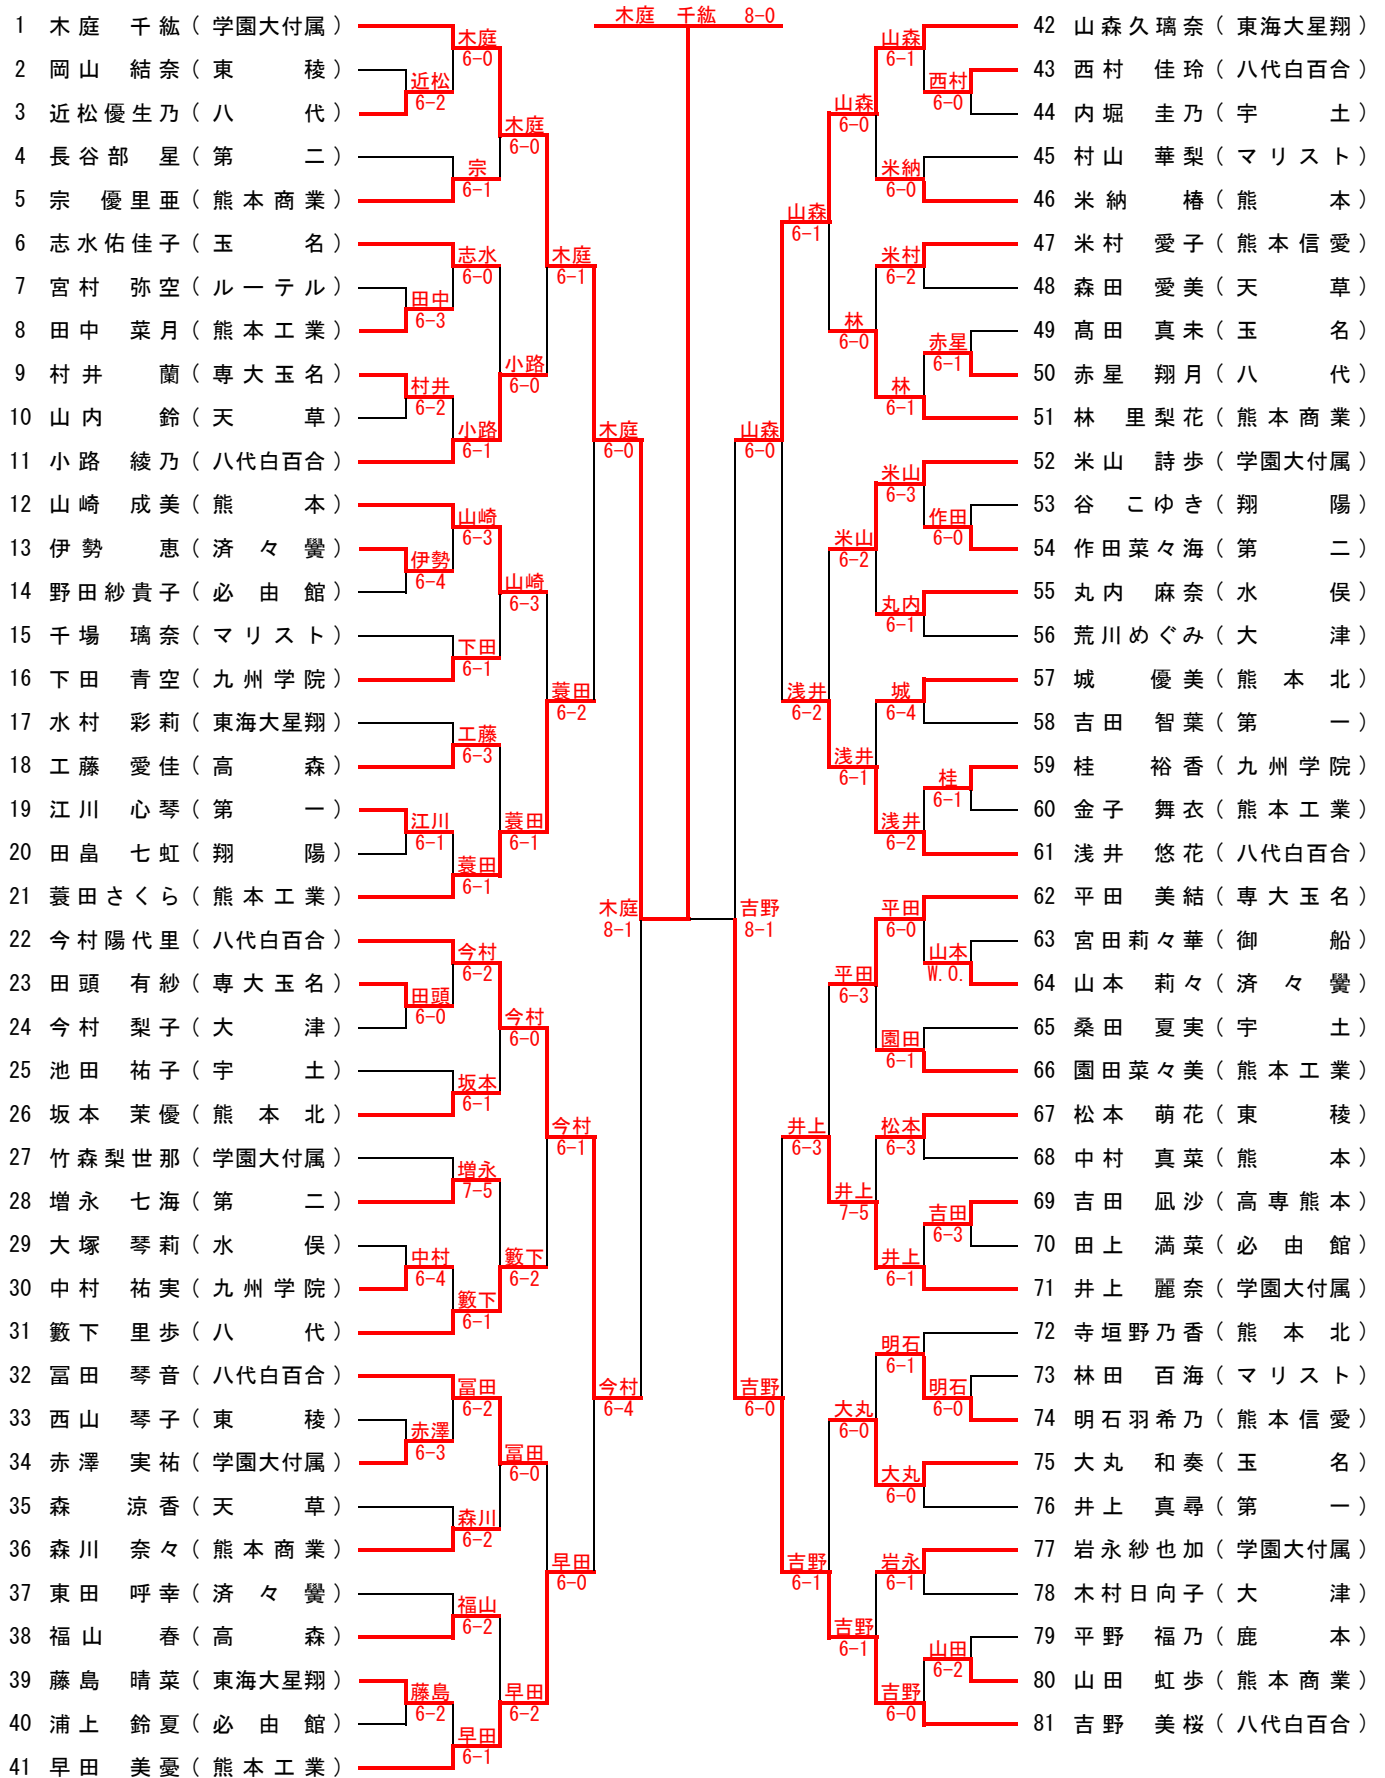 木庭 千紘 8-0
1 木庭 千紘 ( 学園大付属 )
2 岡山 結奈 ( 東 稜 )
3 近松優生乃 ( 八 代 )
4 長谷部 星 ( 第 二 )
5 宗 優里亜 ( 熊本商業 )
6 志水佑佳子 ( 玉 名 )
7 宮村 弥空 ( ルーテル )
8 田中 菜月 ( 熊本工業 )
9 村井 蘭 ( 専大玉名 )
10 山内 鈴 ( 天 草 )
11 小路 綾乃 ( 八代白百合 )
12 山崎 成美 ( 熊 本 )
13 伊勢 恵 ( 済々黌 )
14 野田紗貴子 ( 必由館 )
15 千場 璃奈 ( マリスト )
16 下田 青空 ( 九州学院 )
17 水村 彩莉 ( 東海大星翔 )
18 工藤 愛佳 ( 高 森 )
19 江川 心琴 ( 第 一 )
20 田畠 七虹 ( 翔 陽 )
21 蓑田さくら ( 熊本工業 )
22 今村陽代里 ( 八代白百合 )
23 田頭 有紗 ( 専大玉名 )
24 今村 梨子 ( 大 津 )
25 池田 祐子 ( 宇 土 )
26 坂本 茉優 ( 熊本北 )
27 竹森梨世那 ( 学園大付属 )
28 増永 七海 ( 第 二 )
29 大塚 琴莉 ( 水 俣 )
30 中村 祐実 ( 九州学院 )
31 籔下 里歩 ( 八 代 )
32 冨田 琴音 ( 八代白百合 )
33 西山 琴子 ( 東 稜 )
34 赤澤 実祐 ( 学園大付属 )
35 森 涼香 ( 天 草 )
36 森川 奈々 ( 熊本商業 )
37 東田 呼幸 ( 済々黌 )
38 福山 春 ( 高 森 )
39 藤島 晴菜 ( 東海大星翔 )
40 浦上 鈴夏 ( 必由館 )
41 早田 美憂 ( 熊本工業 )
近松 6-2
田中 6-3
村井 6-2
伊勢 6-4
江川 6-1
田頭 6-0
中村 6-4
赤澤 6-3
藤島 6-2
木庭 6-0
宗 6-1
志水 6-0
小路 6-1
山崎 6-3
下田 6-1
工藤 6-3
蓑田 6-1
今村 6-2
坂本 6-1
増永 7-5
籔下 6-1
冨田 6-2
森川 6-2
福山 6-2
早田 6-1
木庭 6-0
小路 6-0
山崎 6-3
蓑田 6-1
今村 6-0
籔下 6-2
冨田 6-0
早田 6-2
木庭 6-1
蓑田 6-2
今村 6-1
早田 6-0
木庭 6-0
今村 6-4
木庭 8-1
吉野 8-1
山森 6-0
吉野 6-0
山森 6-1
浅井 6-2
井上 6-3
吉野 6-1
山森 6-0
林 6-0
米山 6-2
浅井 6-1
平田 6-3
井上 7-5
大丸 6-0
吉野 6-1
山森 6-1
米納 6-0
米村 6-2
林 6-1
米山 6-3
丸内 6-1
城 6-4
浅井 6-2
平田 6-0
園田 6-1
松本 6-3
井上 6-1
明石 6-1
大丸 6-0
岩永 6-1
吉野 6-0
西村 6-0
赤星 6-1
作田 6-0
桂 6-1
山本 W.O.
吉田 6-3
明石 6-0
山田 6-2
42 山森久璃奈 ( 東海大星翔 )
43 西村 佳玲 ( 八代白百合 )
44 内堀 圭乃 ( 宇 土 )
45 村山 華梨 ( マリスト )
46 米納 椿 ( 熊 本 )
47 米村 愛子 ( 熊本信愛 )
48 森田 愛美 ( 天 草 )
49 髙田 真未 ( 玉 名 )
50 赤星 翔月 ( 八 代 )
51 林 里梨花 ( 熊本商業 )
52 米山 詩歩 ( 学園大付属 )
53 谷 こゆき ( 翔 陽 )
54 作田菜々海 ( 第 二 )
55 丸内 麻奈 ( 水 俣 )
56 荒川めぐみ ( 大 津 )
57 城 優美 ( 熊本北 )
58 吉田 智葉 ( 第 一 )
59 桂 裕香 ( 九州学院 )
60 金子 舞衣 ( 熊本工業 )
61 浅井 悠花 ( 八代白百合 )
62 平田 美結 ( 専大玉名 )
63 宮田莉々華 ( 御 船 )
64 山本 莉々 ( 済々黌 )
65 桑田 夏実 ( 宇 土 )
66 園田菜々美 ( 熊本工業 )
67 松本 萌花 ( 東 稜 )
68 中村 真菜 ( 熊 本 )
69 吉田 凪沙 ( 高専熊本 )
70 田上 満菜 ( 必由館 )
71 井上 麗奈 ( 学園大付属 )
72 寺垣野乃香 ( 熊本北 )
73 林田 百海 ( マリスト )
74 明石羽希乃 ( 熊本信愛 )
75 大丸 和奏 ( 玉 名 )
76 井上 真尋 ( 第 一 )
77 岩永紗也加 ( 学園大付属 )
78 木村日向子 ( 大 津 )
79 平野 福乃 ( 鹿 本 )
80 山田 虹歩 ( 熊本商業 )
81 吉野 美桜 ( 八代白百合 )